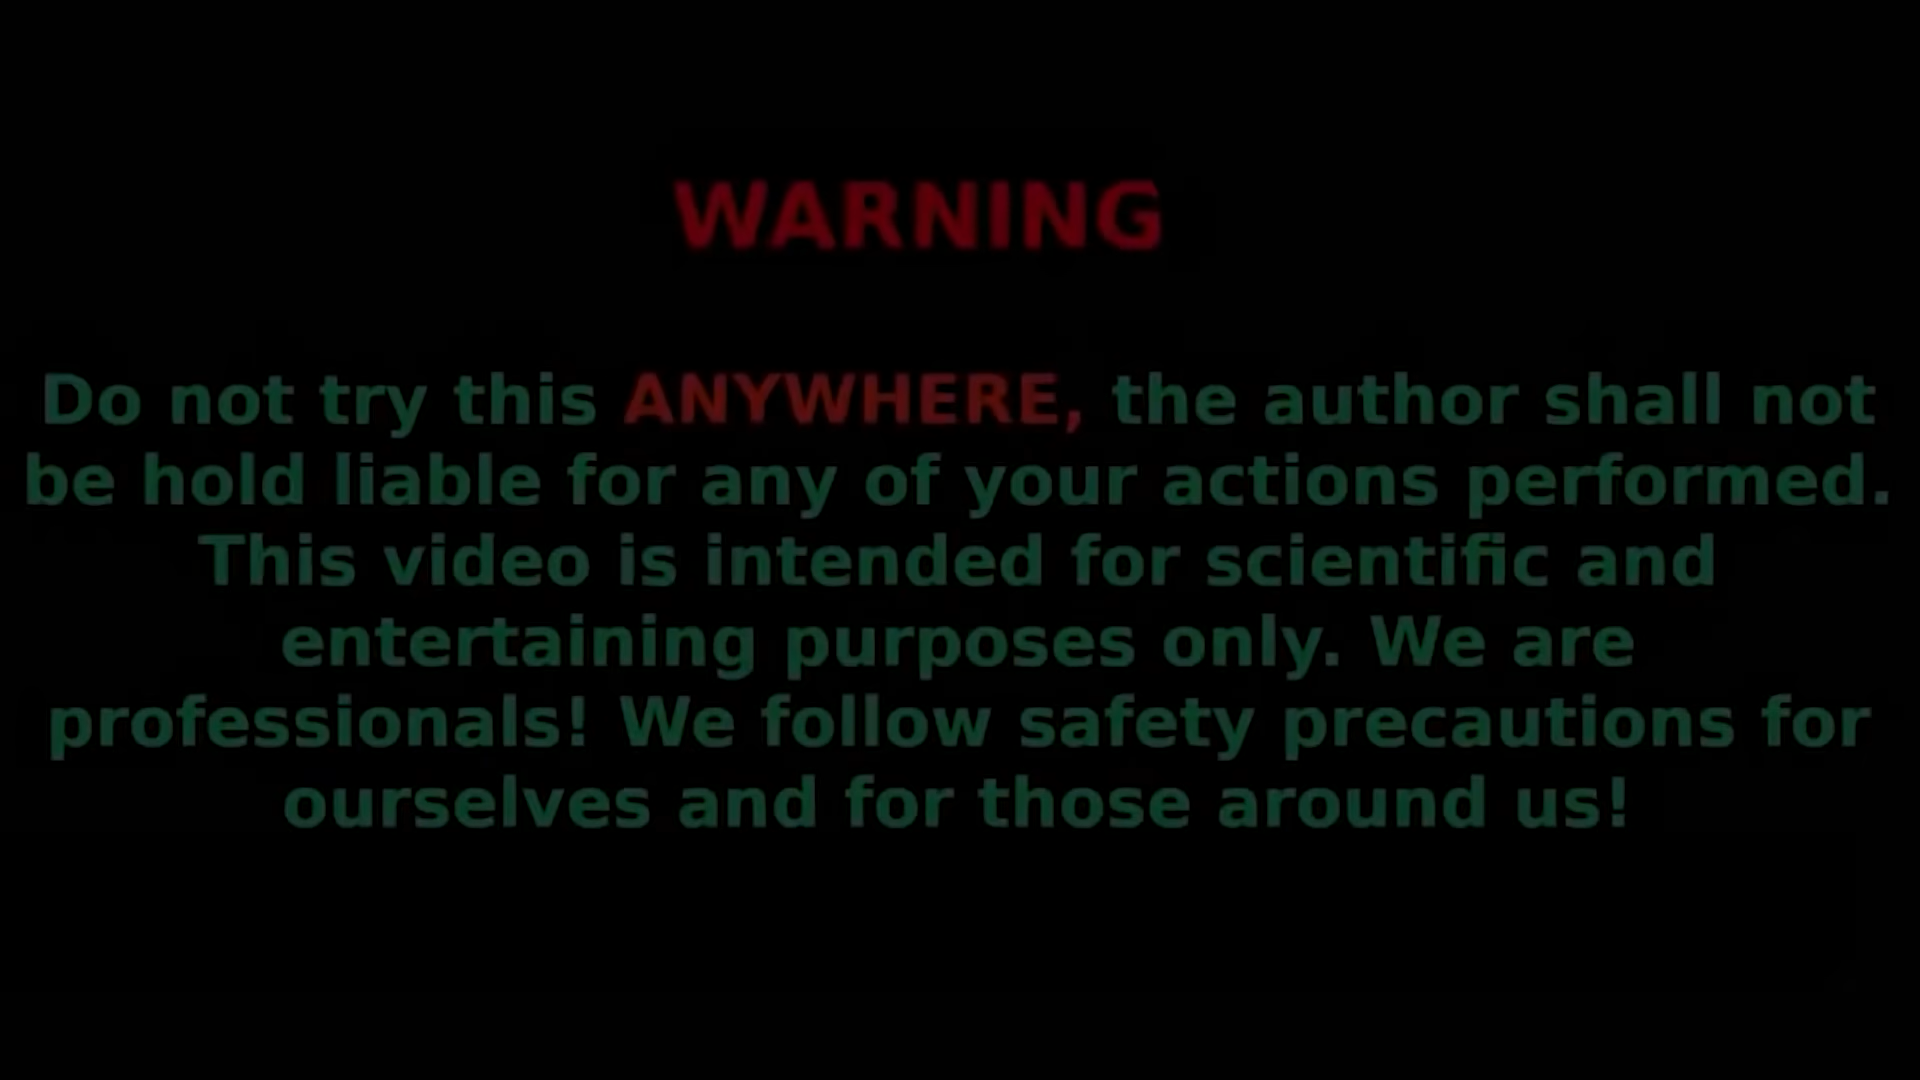 WARNING
Do not try this ANYWHERE, the author shall not
be hold liable for any of your actions performed.
This video is intended for scientific and
entertaining purposes only. We are
professionals! We follow safety precautions for
ourselves and for those around us!